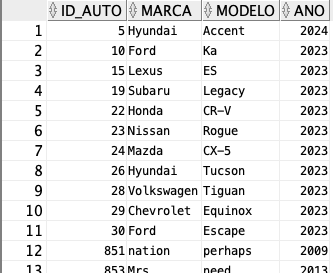 ID_AUTO MARCA MODELO ANO
1 5 Hyundai Accent 2024
2 10 Ford Ka 2023
3 15 Lexus ES 2023
4 19 Subaru Legacy 2023
5 22 Honda CR-V 2023
6 23 Nissan Rogue 2023
7 24 Mazda CX-5 2023
8 26 Hyundai Tucson 2023
9 28 Volkswagen Tiguan 2023
10 29 Chevrolet Equinox 2023
11 30 Ford Escape 2023
12 851 nation perhaps 2009
13 853 Mrs need 2013